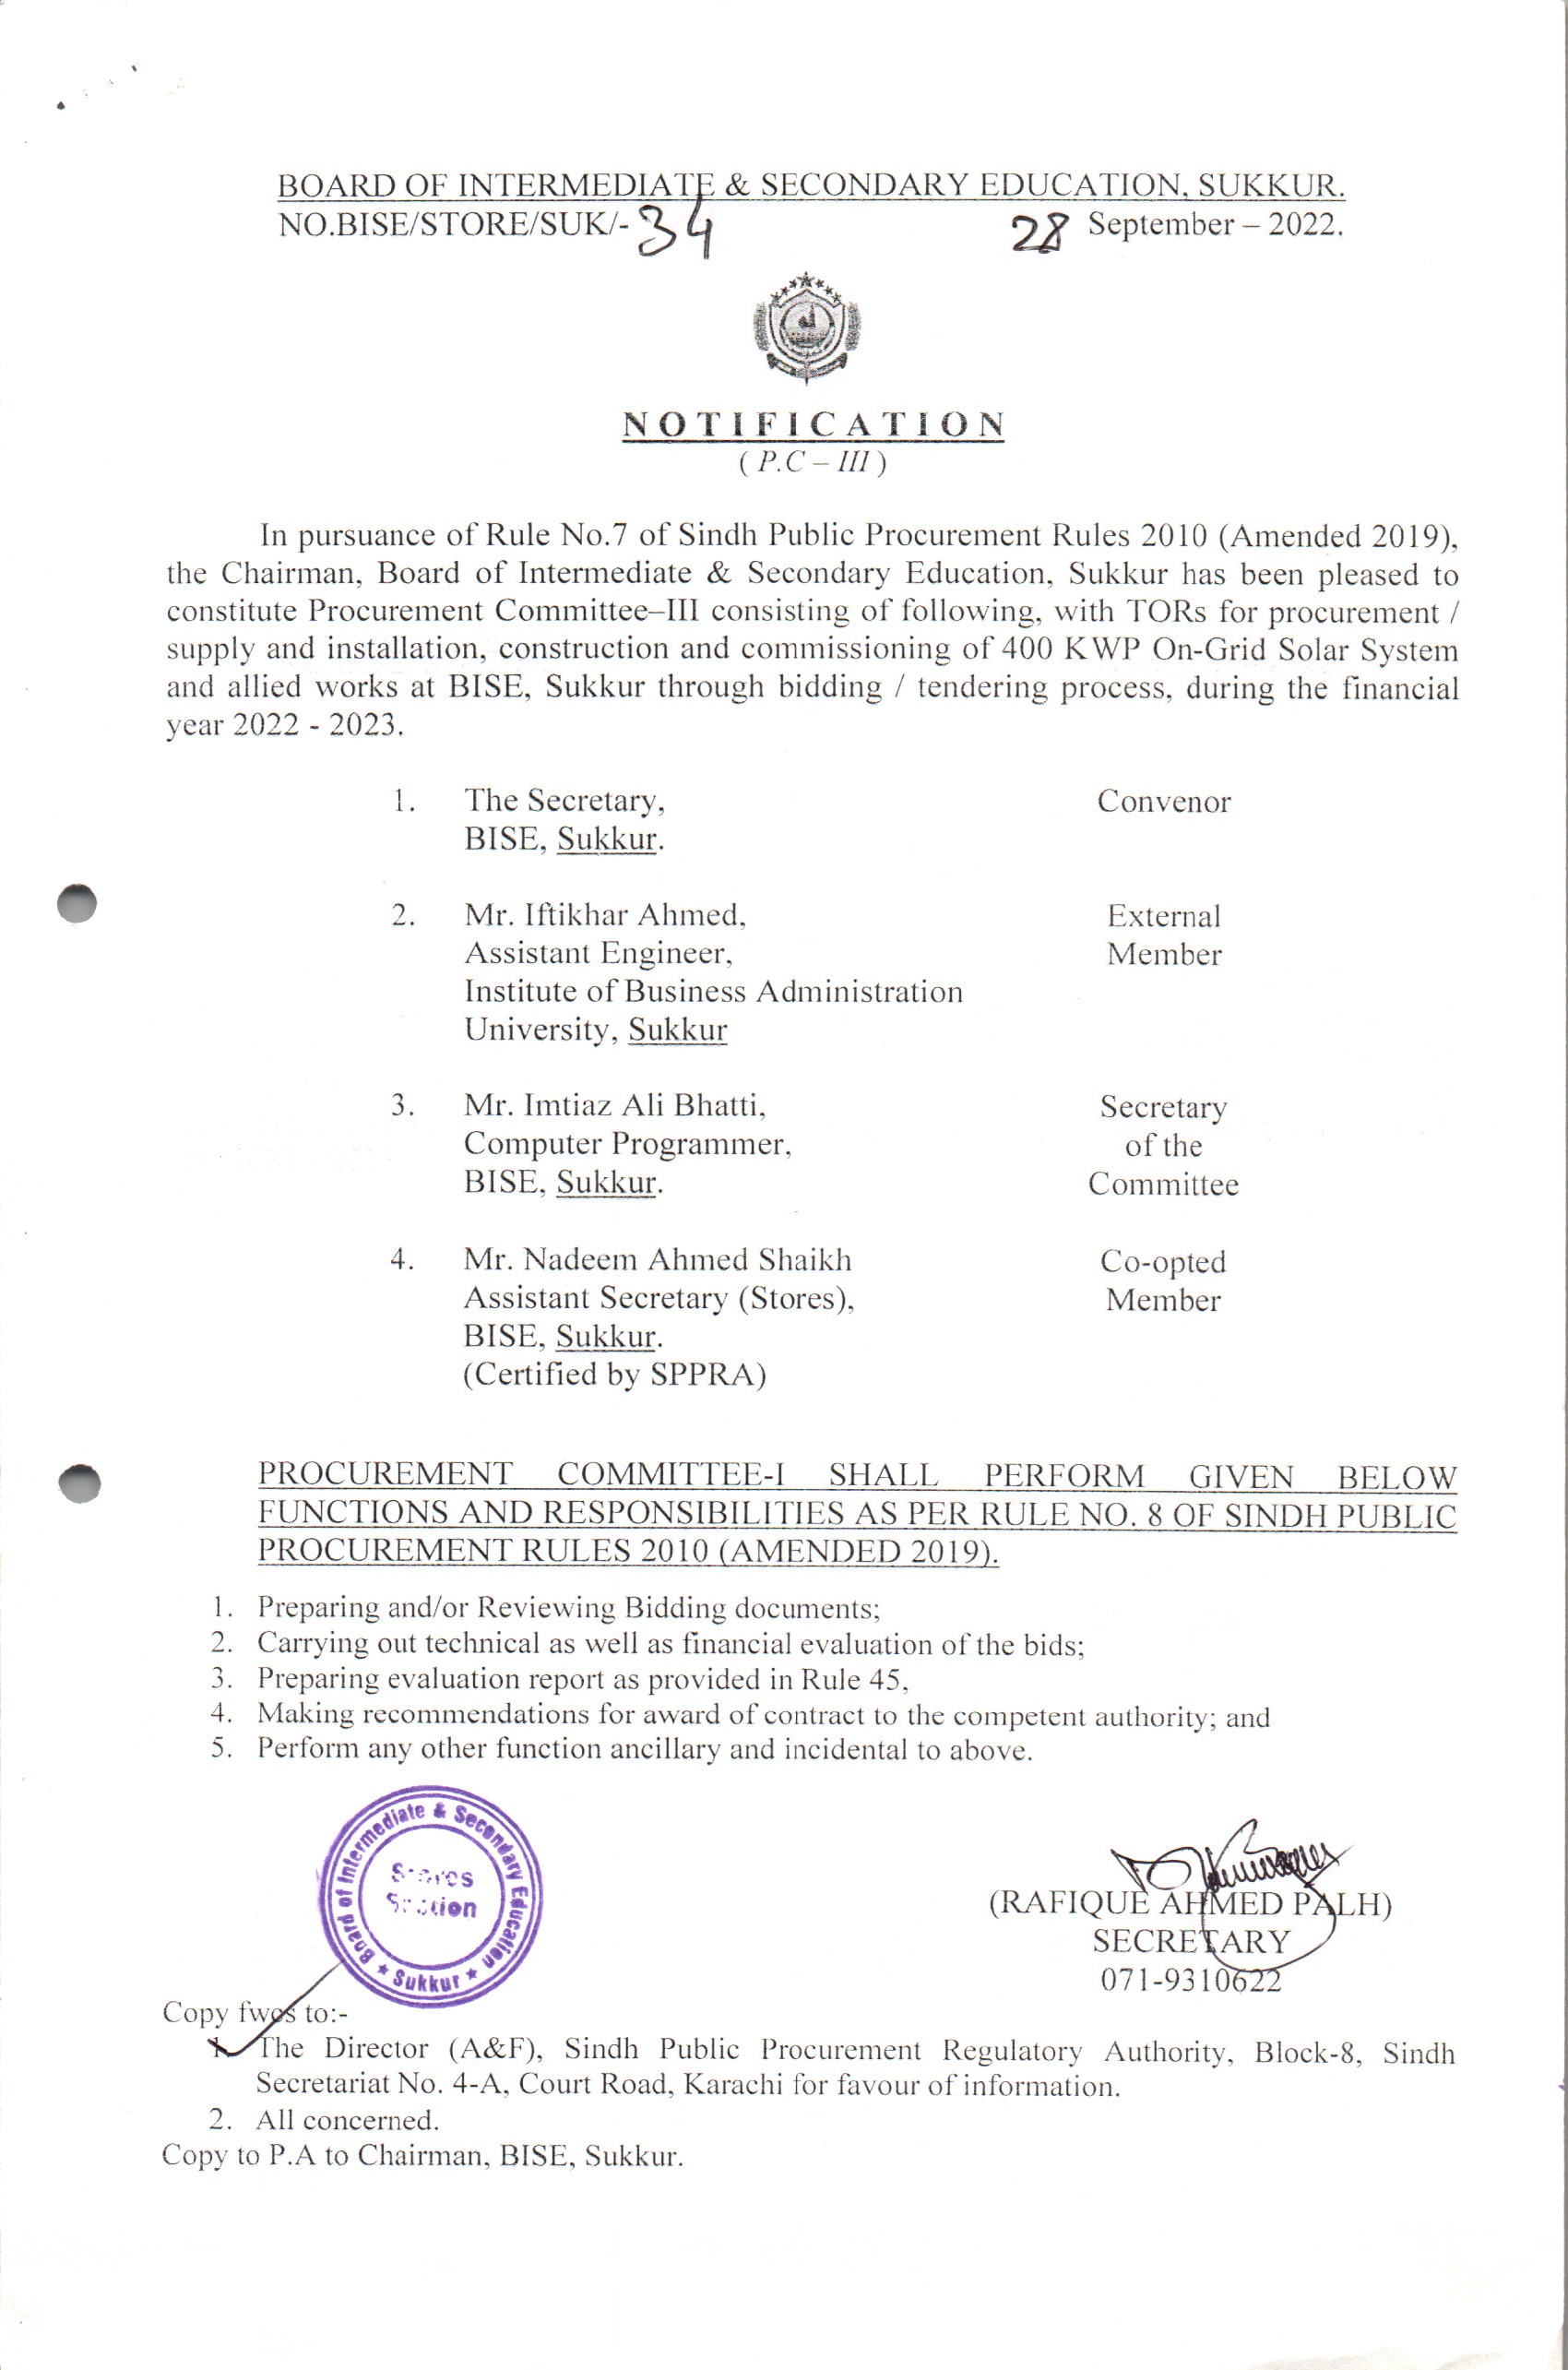 BOARD OF INTERMEDIATE & SECONDARY EDUCATION, SUKKUR.
NO.BISE/STORE/SUK/-34 28 September – 2022.
NOTIFICATION
( P.C – III )
In pursuance of Rule No.7 of Sindh Public Procurement Rules 2010 (Amended 2019),
the Chairman, Board of Intermediate & Secondary Education, Sukkur has been pleased to
constitute Procurement Committee–III consisting of following, with TORs for procurement /
supply and installation, construction and commissioning of 400 KWP On-Grid Solar System
and allied works at BISE, Sukkur through bidding / tendering process, during the financial
year 2022 - 2023.
1. The Secretary, Convenor
BISE, Sukkur.
2. Mr. Iftikhar Ahmed, External
Assistant Engineer, Member
Institute of Business Administration
University, Sukkur
3. Mr. Imtiaz Ali Bhatti, Secretary
Computer Programmer, of the
BISE, Sukkur. Committee
4. Mr. Nadeem Ahmed Shaikh Co-opted
Assistant Secretary (Stores), Member
BISE, Sukkur.
(Certified by SPPRA)
PROCUREMENT COMMITTEE-I SHALL PERFORM GIVEN BELOW
FUNCTIONS AND RESPONSIBILITIES AS PER RULE NO. 8 OF SINDH PUBLIC
PROCUREMENT RULES 2010 (AMENDED 2019).
1. Preparing and/or Reviewing Bidding documents;
2. Carrying out technical as well as financial evaluation of the bids;
3. Preparing evaluation report as provided in Rule 45,
4. Making recommendations for award of contract to the competent authority; and
5. Perform any other function ancillary and incidental to above.
Board of Intermediate & Secondary Education
★ Sukkur ★
Stores
Section
(RAFIQUE AHMED PALH)
SECRETARY
071-9310622
Copy fwcs to:-
1. The Director (A&F), Sindh Public Procurement Regulatory Authority, Block-8, Sindh
Secretariat No. 4-A, Court Road, Karachi for favour of information.
2. All concerned.
Copy to P.A to Chairman, BISE, Sukkur.